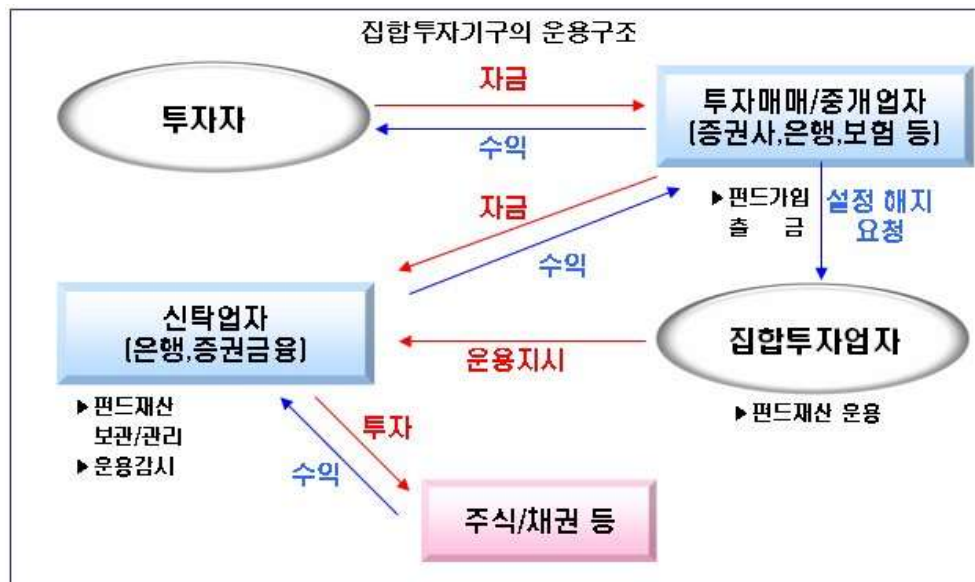 집합투자기구의 운용구조
투자자
자금
수익
투자매매/중개업자
(증권사,은행,보험 등)
자금
수익
▶펀드가입
출 금
설정 해지
요청
신탁업자
(은행,증권금융)
운용지시
집합투자업자
▶펀드재산
보관/관리
▶운용감시
투자
수익
▶펀드재산 운용
주식/채권 등